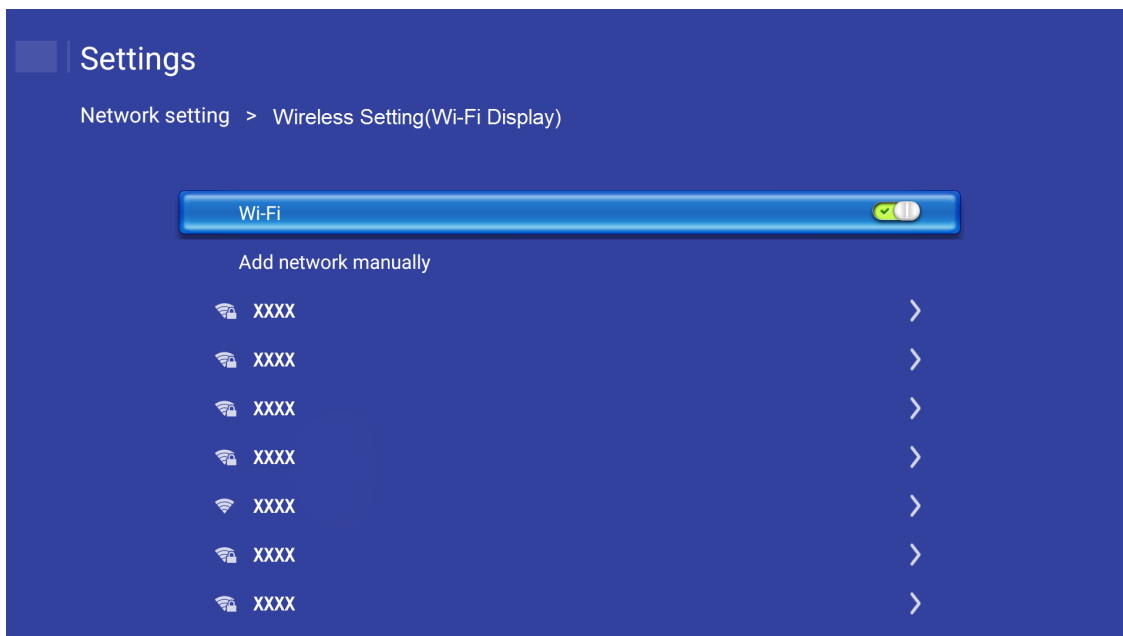 Settings
Network setting > Wireless Setting(Wi-Fi Display)
Wi-Fi
Add network manually
XXXX
XXXX
XXXX
XXXX
XXXX
XXXX
XXXX